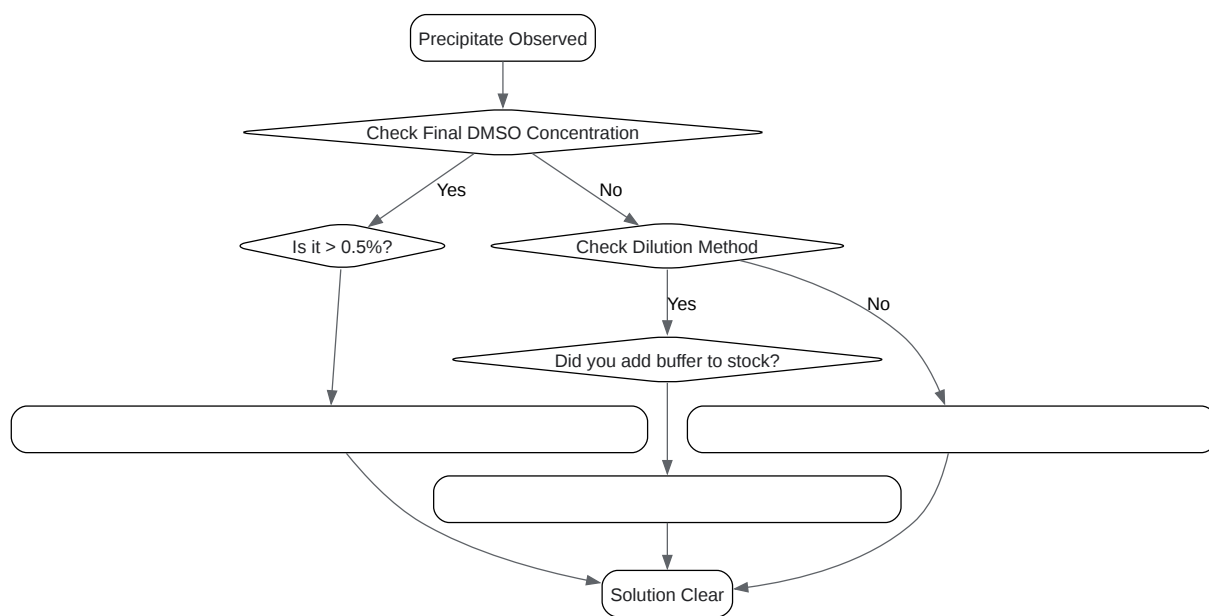 Precipitate Observed
Check Final DMSO Concentration
Yes
No
Is it > 0.5%?
Check Dilution Method
Yes
No
Did you add buffer to stock?
Solution Clear